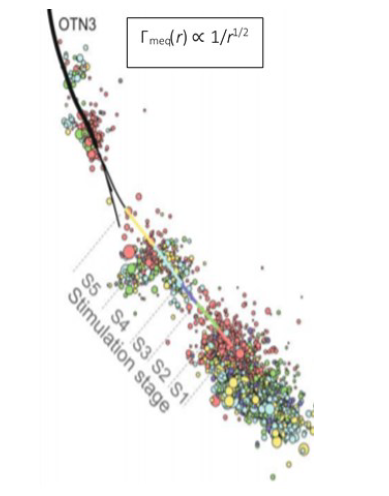 OTN3
Γmeq(r) ∝ 1/r1/2
S5
S4
S3
S2
S1
Stimulation stage